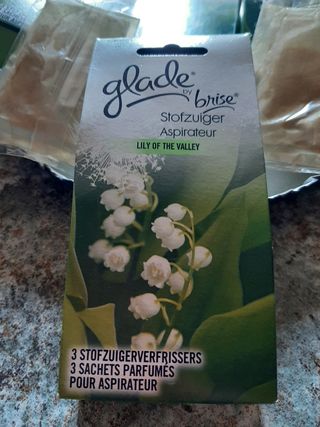 glade®
by brise®
Stofzuiger
Aspirateur
LILY OF THE VALLEY
3 STOFZUIGERVERFRISSERS
3 SACHETS PARFUMÉS
POUR ASPIRATEUR